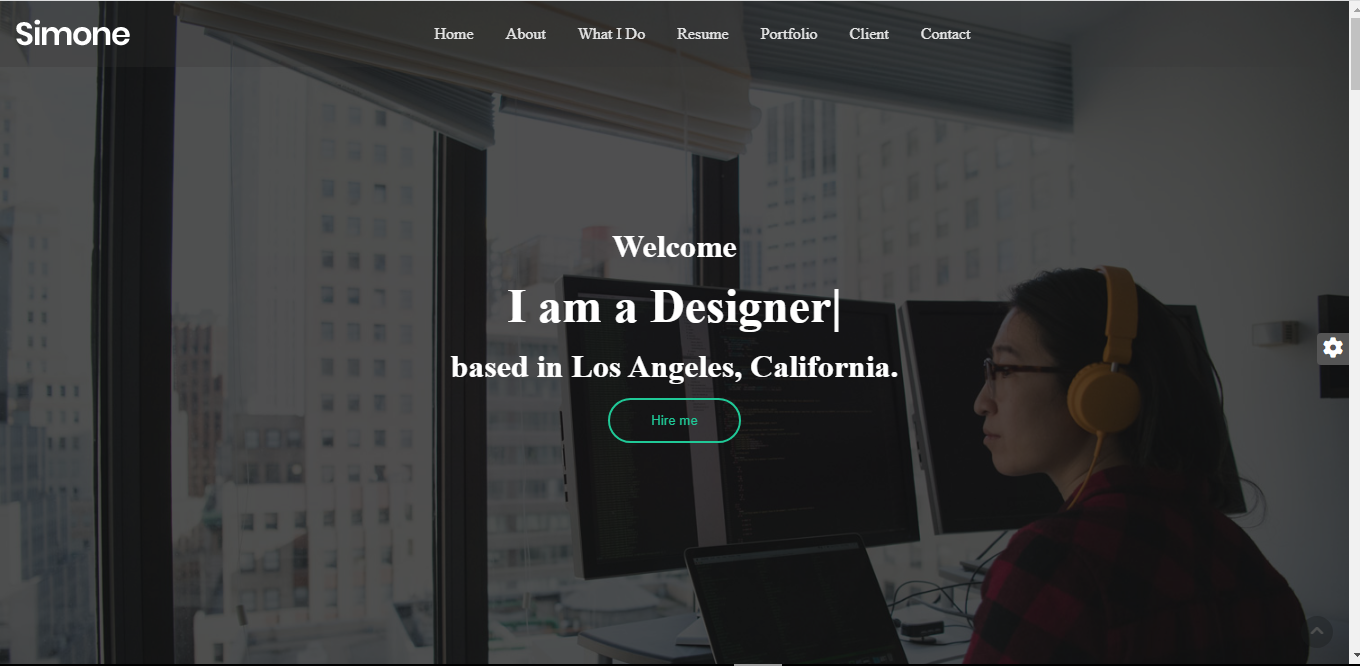 Simone
Home About What I Do Resume Portfolio Client Contact
Welcome
I am a Designer|
based in Los Angeles, California.
Hire me